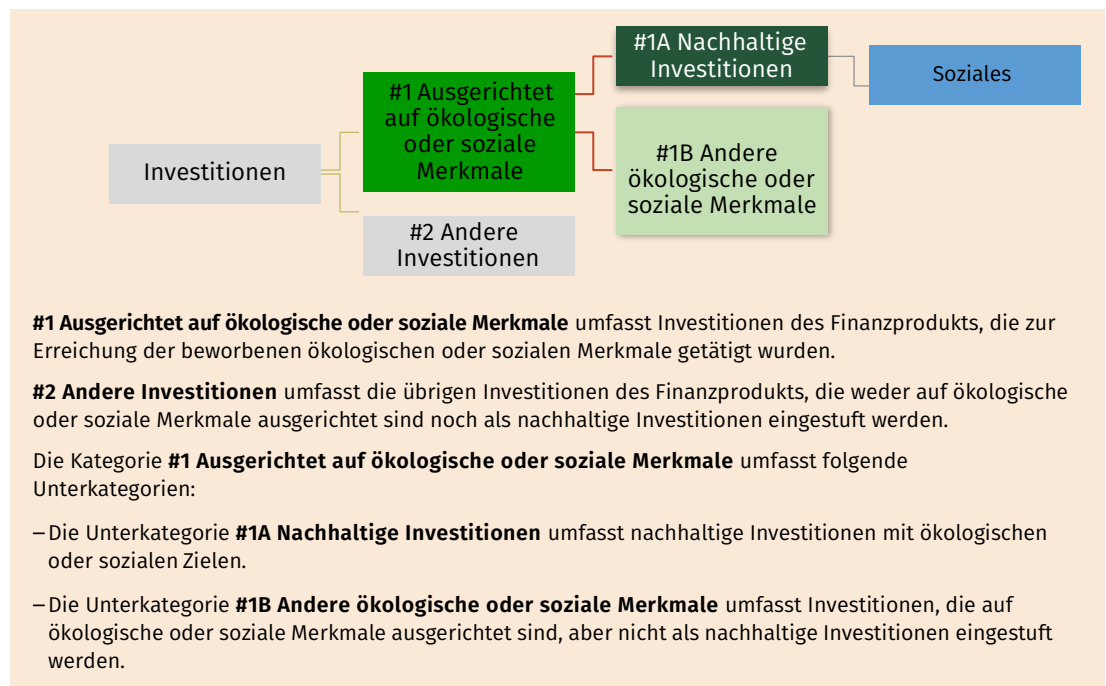 #1A Nachhaltige
Investitionen
Soziales
#1 Ausgerichtet
auf ökologische
oder soziale
Merkmale
#1B Andere
ökologische oder
soziale Merkmale
Investitionen
#2 Andere
Investitionen
#1 Ausgerichtet auf ökologische oder soziale Merkmale umfasst Investitionen des Finanzprodukts, die zur
Erreichung der beworbenen ökologischen oder sozialen Merkmale getätigt wurden.
#2 Andere Investitionen umfasst die übrigen Investitionen des Finanzprodukts, die weder auf ökologische
oder soziale Merkmale ausgerichtet sind noch als nachhaltige Investitionen eingestuft werden.
Die Kategorie #1 Ausgerichtet auf ökologische oder soziale Merkmale umfasst folgende
Unterkategorien:
– Die Unterkategorie #1A Nachhaltige Investitionen umfasst nachhaltige Investitionen mit ökologischen
oder sozialen Zielen.
– Die Unterkategorie #1B Andere ökologische oder soziale Merkmale umfasst Investitionen, die auf
ökologische oder soziale Merkmale ausgerichtet sind, aber nicht als nachhaltige Investitionen eingestuft
werden.